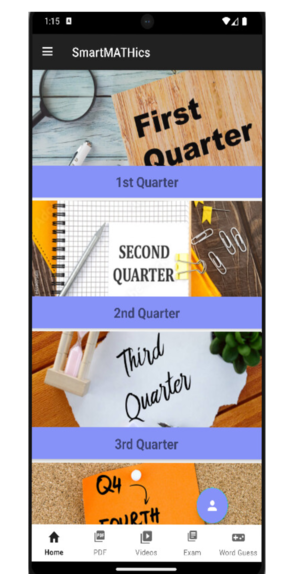 1:15
SmartMATHics
First
Quarter
1st Quarter
SECOND
QUARTER
2nd Quarter
Third
Quarter
3rd Quarter
Q4
FOURTH
Home PDF Videos Exam Word Guess